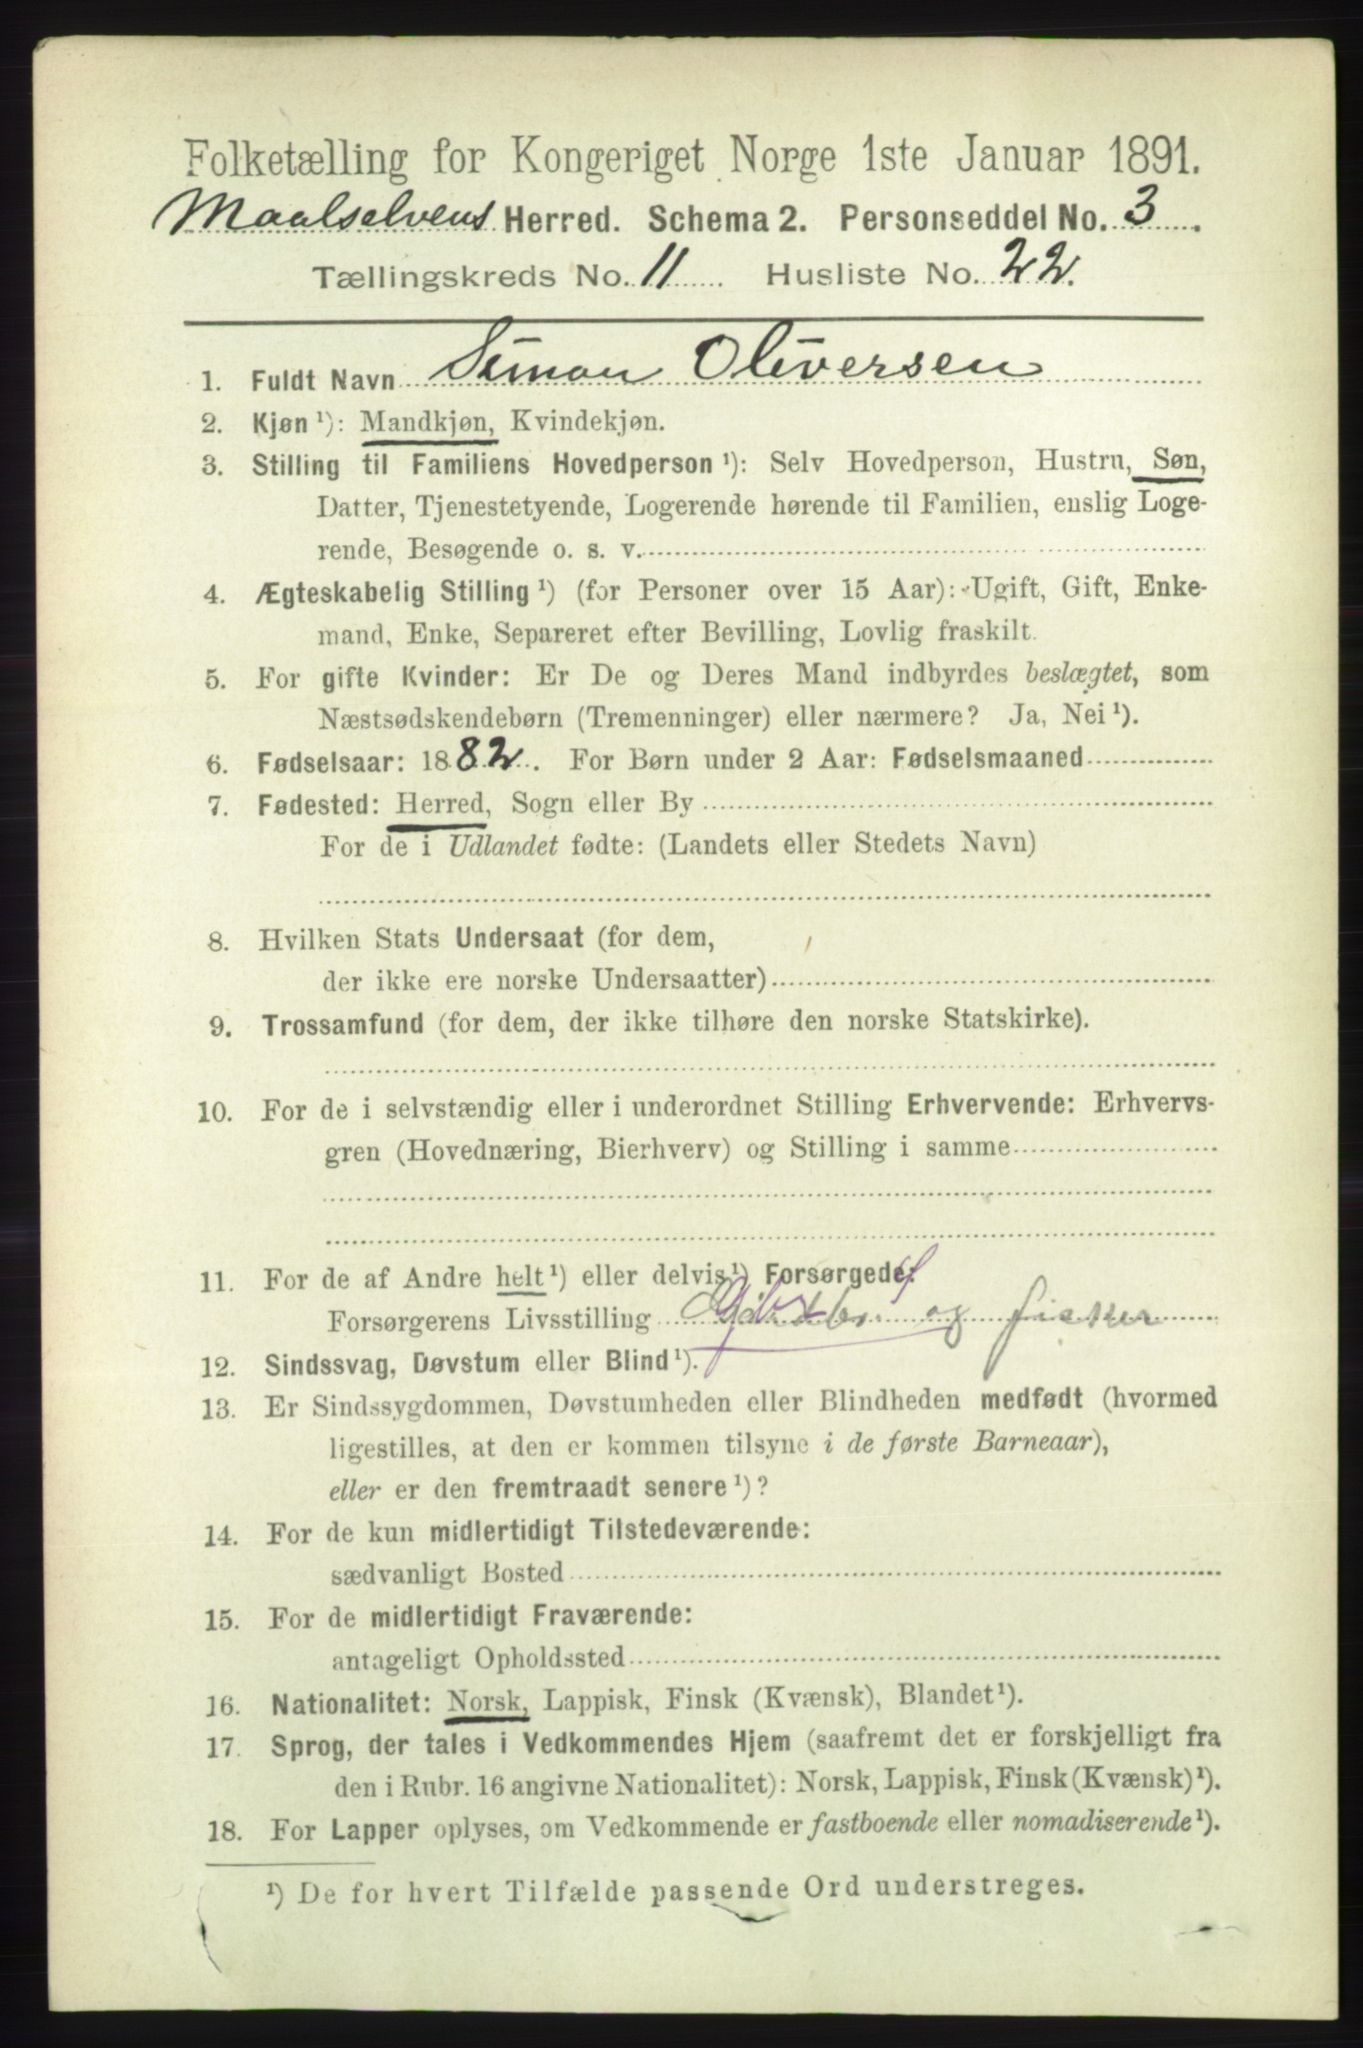 Folketælling for Kongeriget Norge 1ste Januar 1891.
Maalselvens Herred. Schema 2. Personseddel No. 3.
Tællingskreds No. 11 Husliste No. 22.
1. Fuldt Navn Simon Oliversen
2. Kjøn ¹): Mandkjøn, Kvindekjøn.
3. Stilling til Familiens Hovedperson ¹): Selv Hovedperson, Hustru, Søn,
Datter, Tjenestetyende, Logerende hørende til Familien, enslig Loge-
rende, Besøgende o. s. v.
4. Ægteskabelig Stilling ¹) (for Personer over 15 Aar): Ugift, Gift, Enke-
mand, Enke, Separeret efter Bevilling, Lovlig fraskilt.
5. For gifte Kvinder: Er De og Deres Mand indbyrdes beslægtet, som
Næstsødskendebørn (Tremenninger) eller nærmere? Ja, Nei ¹).
6. Fødselsaar: 1882. For Børn under 2 Aar: Fødselsmaaned
7. Fødested: Herred, Sogn eller By
For de i Udlandet fødte: (Landets eller Stedets Navn)
8. Hvilken Stats Undersaat (for dem,
der ikke ere norske Undersaatter)
9. Trossamfund (for dem, der ikke tilhøre den norske Statskirke).
10. For de i selvstændig eller i underordnet Stilling Erhvervende: Erhvervs-
gren (Hovednæring, Bierhverv) og Stilling i samme
11. For de af Andre helt ¹) eller delvis ¹) Forsørgede:
Forsørgerens Livsstilling og fisker
12. Sindssvag, Døvstum eller Blind ¹).
13. Er Sindssygdommen, Døvstumheden eller Blindheden medfødt (hvormed
ligestilles, at den er kommen tilsyne i de første Barneaar),
eller er den fremtraadt senere ¹)?
14. For de kun midlertidigt Tilstedeværende:
sædvanligt Bosted
15. For de midlertidigt Fraværende:
antageligt Opholdssted
16. Nationalitet: Norsk, Lappisk, Finsk (Kvænsk), Blandet ¹).
17. Sprog, der tales i Vedkommendes Hjem (saafremt det er forskjelligt fra
den i Rubr. 16 angivne Nationalitet): Norsk, Lappisk, Finsk (Kvænsk) ¹).
18. For Lapper oplyses, om Vedkommende er fastboende eller nomadiserende ¹).
¹) De for hvert Tilfælde passende Ord understreges.